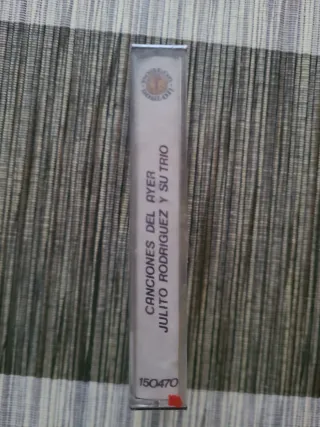 CANCIONES DEL AYER
JULITO RODRIGUEZ Y SU TRIO
150470